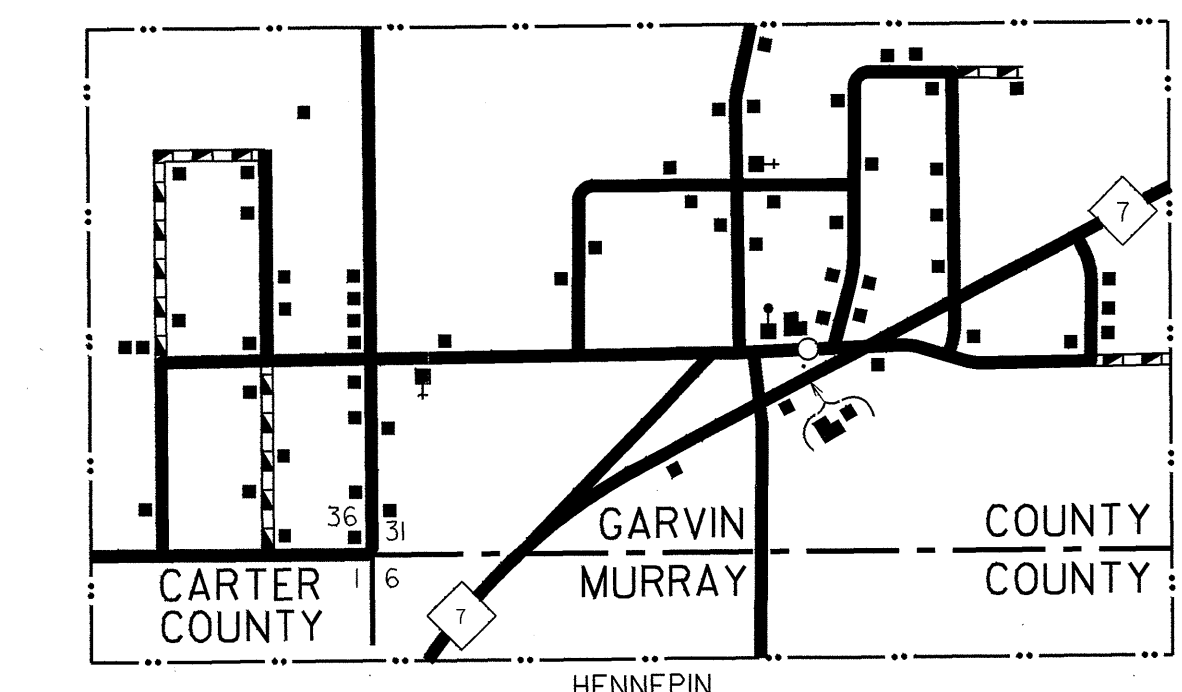 7
36
31
GARVIN COUNTY
1
6
CARTER
COUNTY
MURRAY COUNTY
7
HENNEPIN